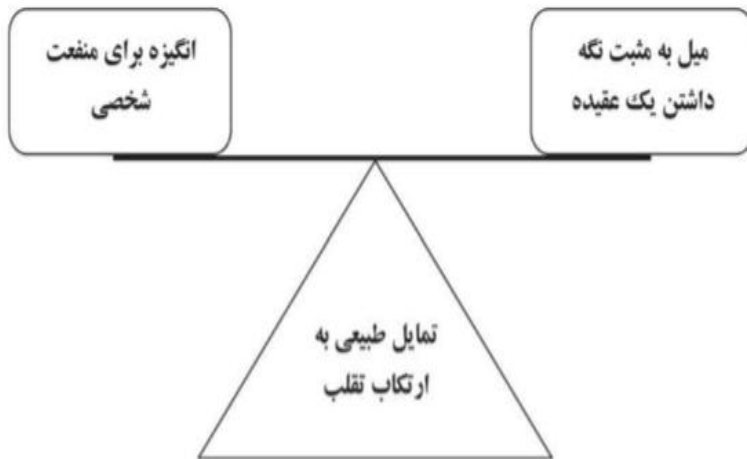 میل به مثبت نگه
داشتن یک عقیده
انگیزه برای منفعت
شخصی
تمایل طبیعی به
ارتکاب تقلب